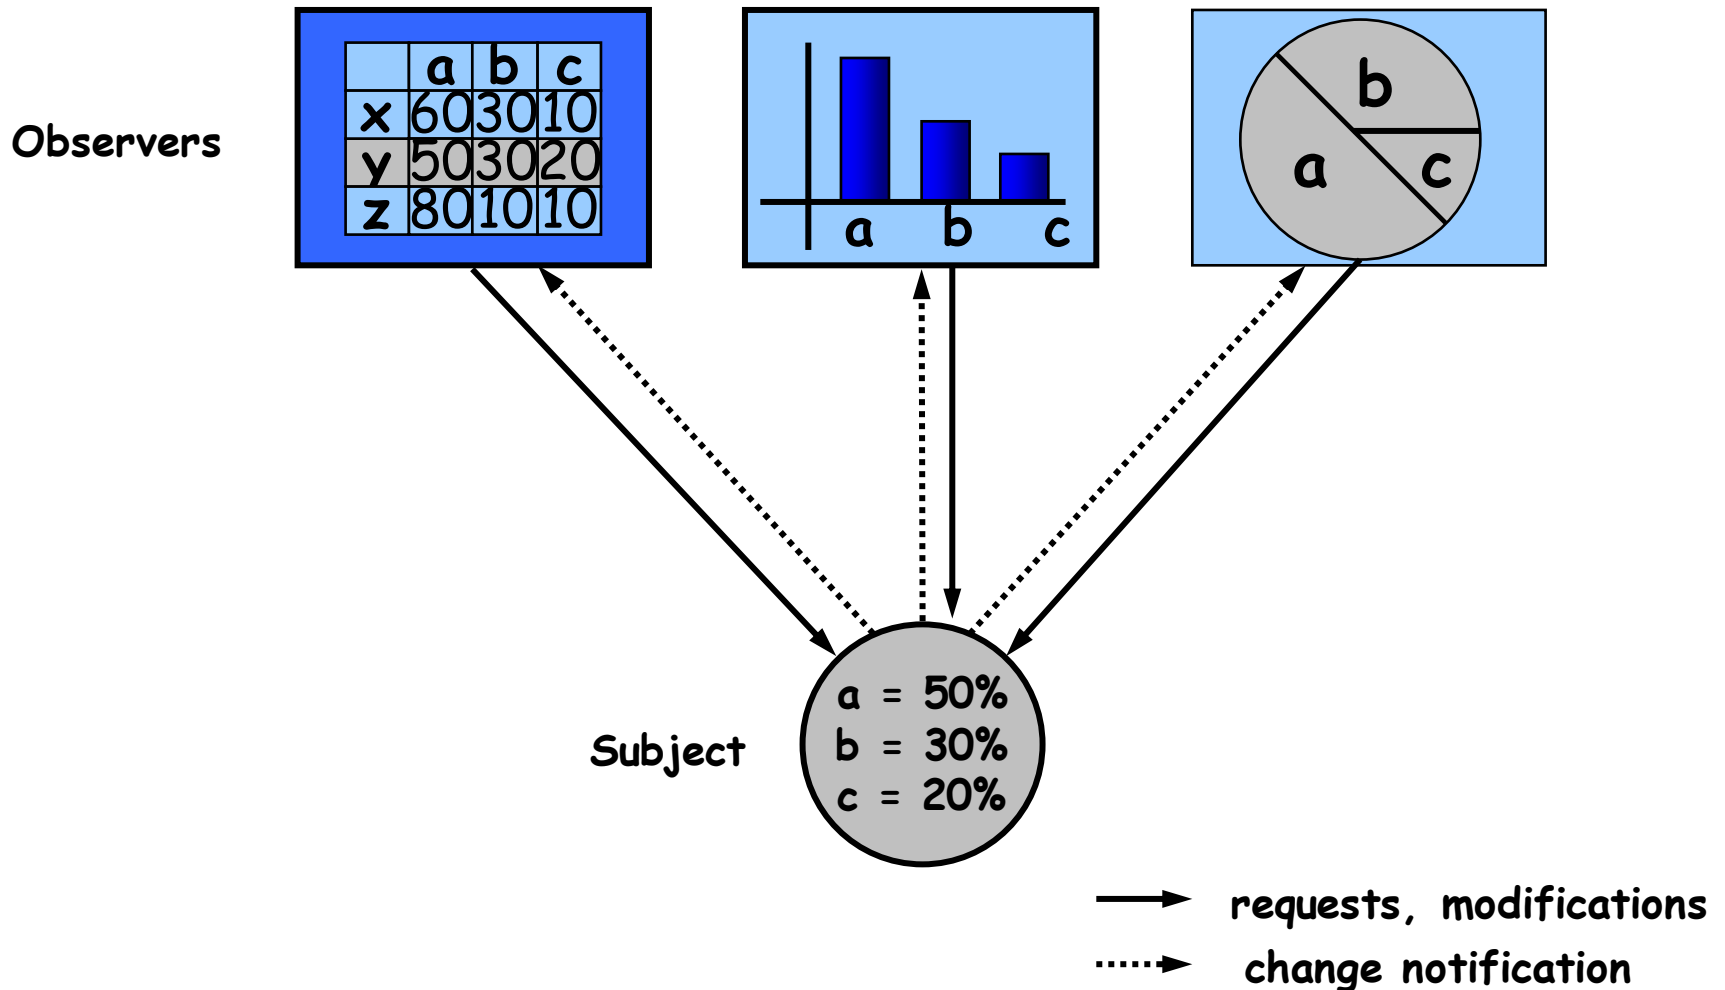 Observers
a b c
x 60 30 10
y 50 30 20
z 80 10 10
a b c
b
a c
Subject
a = 50%
b = 30%
c = 20%
requests, modifications
change notification